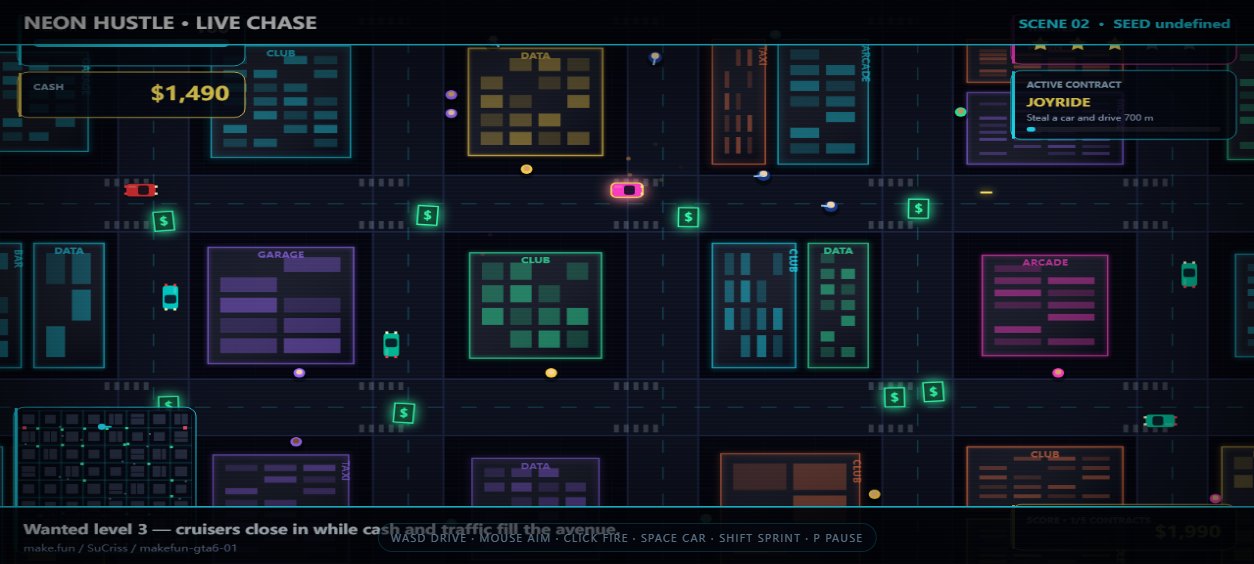 NEON HUSTLE • LIVE CHASE
SCENE 02 • SEED undefined
CASH
$1,490
ACTIVE CONTRACT
JOYRIDE
Steal a car and drive 700 m
CLUB
DATA
TAXI
ARCADE
$
$
$
$
BAR
DATA
GARAGE
CLUB
CLUB
DATA
ARCADE
$
$
$
$
TAXI
DATA
CLUB
CLUB
Wanted level 3 — cruisers close in while cash and traffic fill the avenue.
make.fun / SuCriss / makefun-gta6-01
WASD DRIVE · MOUSE AIM · CLICK FIRE · SPACE CAR · SHIFT SPRINT · P PAUSE
SCORE · 1/5 CONTRACTS
$1,990